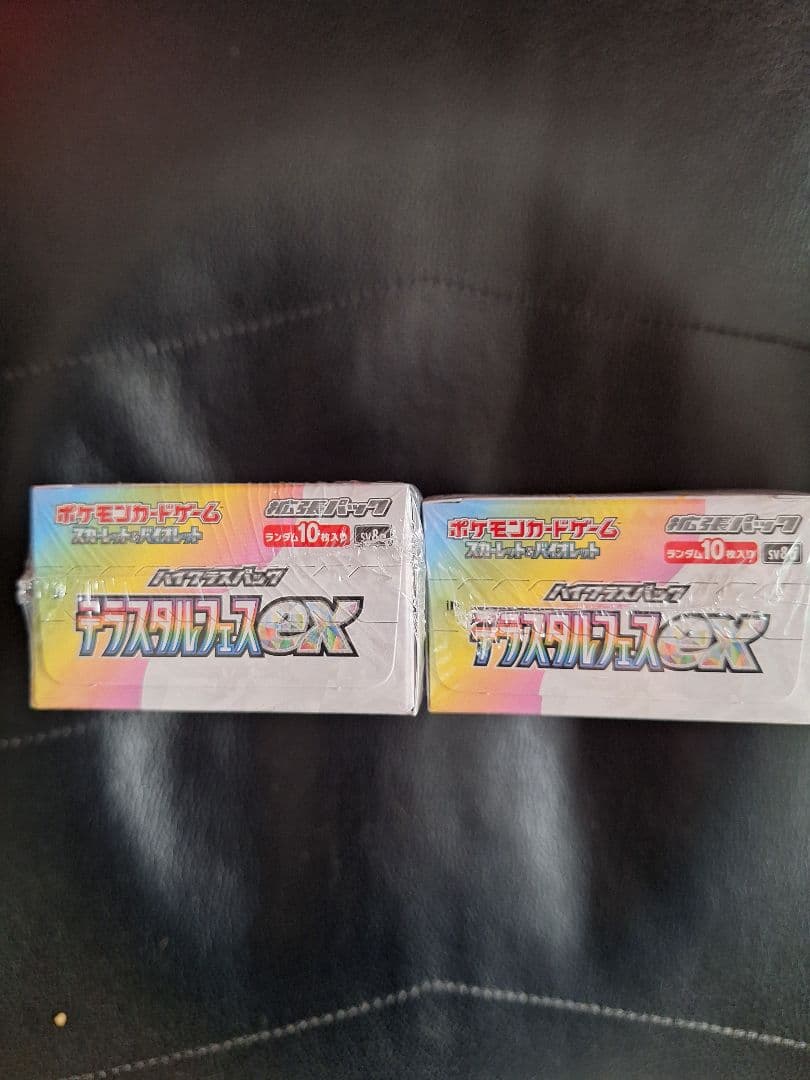 ポケモンカードゲーム
スカーレット&バイオレット
拡張パック
ランダム10枚入り
SV8a
ハイクラスパック
テラスタルフェスex
ポケモンカードゲーム
スカーレット&バイオレット
拡張パック
ランダム10枚入り
SV8a
ハイクラスパック
テラスタルフェスex